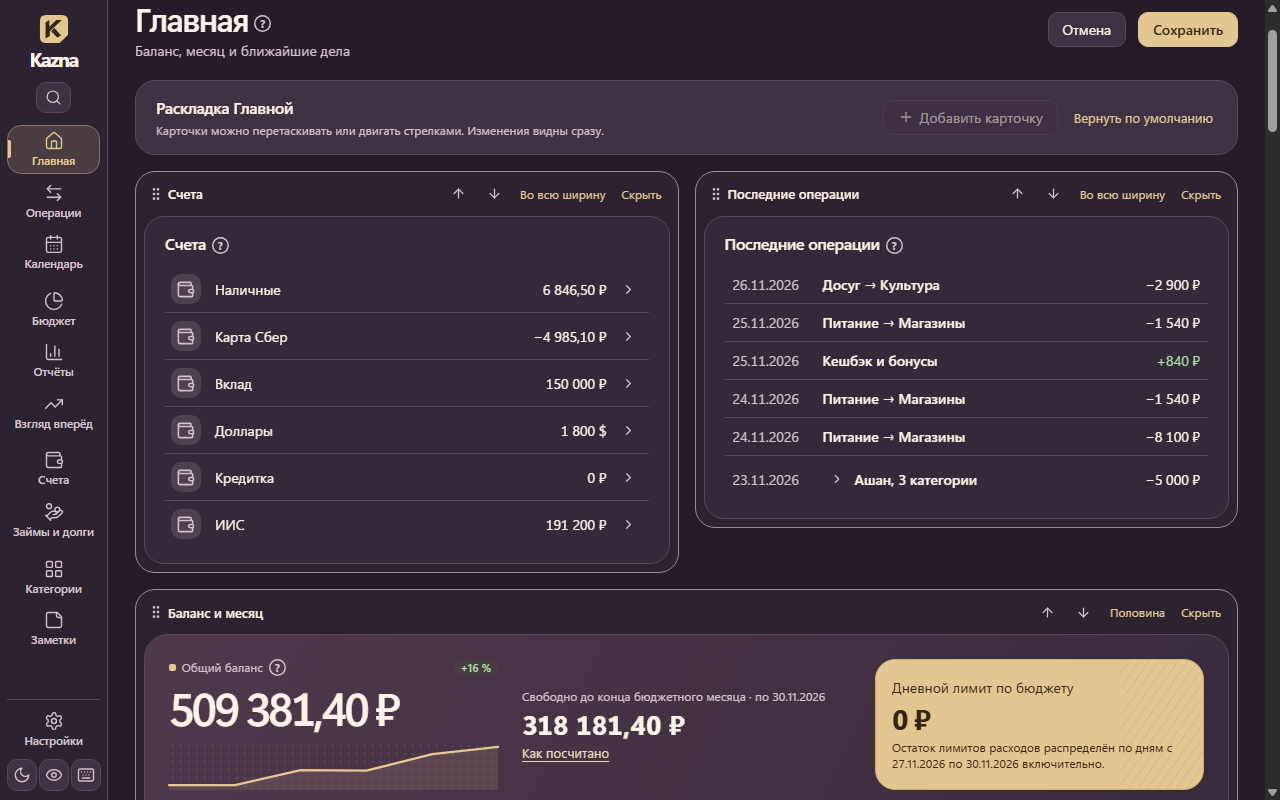 Kazna
Главная
Операции
Календарь
Бюджет
Отчёты
Взгляд вперёд
Счета
Займы и долги
Категории
Заметки
Настройки
Главная ?
Баланс, месяц и ближайшие дела
Отмена
Сохранить
Раскладка Главной
Карточки можно перетаскивать или двигать стрелками. Изменения видны сразу.
+ Добавить карточку
Вернуть по умолчанию
Счета ↑ ↓ Во всю ширину Скрыть
Счета ?
Наличные 6 846,50 ₽
Карта Сбер −4 985,10 ₽
Вклад 150 000 ₽
Доллары 1 800 $
Кредитка 0 ₽
ИИС 191 200 ₽
Последние операции ↑ ↓ Во всю ширину Скрыть
Последние операции ?
26.11.2026 Досуг → Культура −2 900 ₽
25.11.2026 Питание → Магазины −1 540 ₽
25.11.2026 Кешбэк и бонусы +840 ₽
24.11.2026 Питание → Магазины −1 540 ₽
24.11.2026 Питание → Магазины −8 100 ₽
23.11.2026 Ашан, 3 категории −5 000 ₽
Баланс и месяц ↑ ↓ Половина Скрыть
Общий баланс ? +16 %
509 381,40 ₽
Свободно до конца бюджетного месяца · по 30.11.2026
318 181,40 ₽
Как посчитано
Дневной лимит по бюджету
0 ₽
Остаток лимитов расходов распределён по дням с
27.11.2026 по 30.11.2026 включительно.